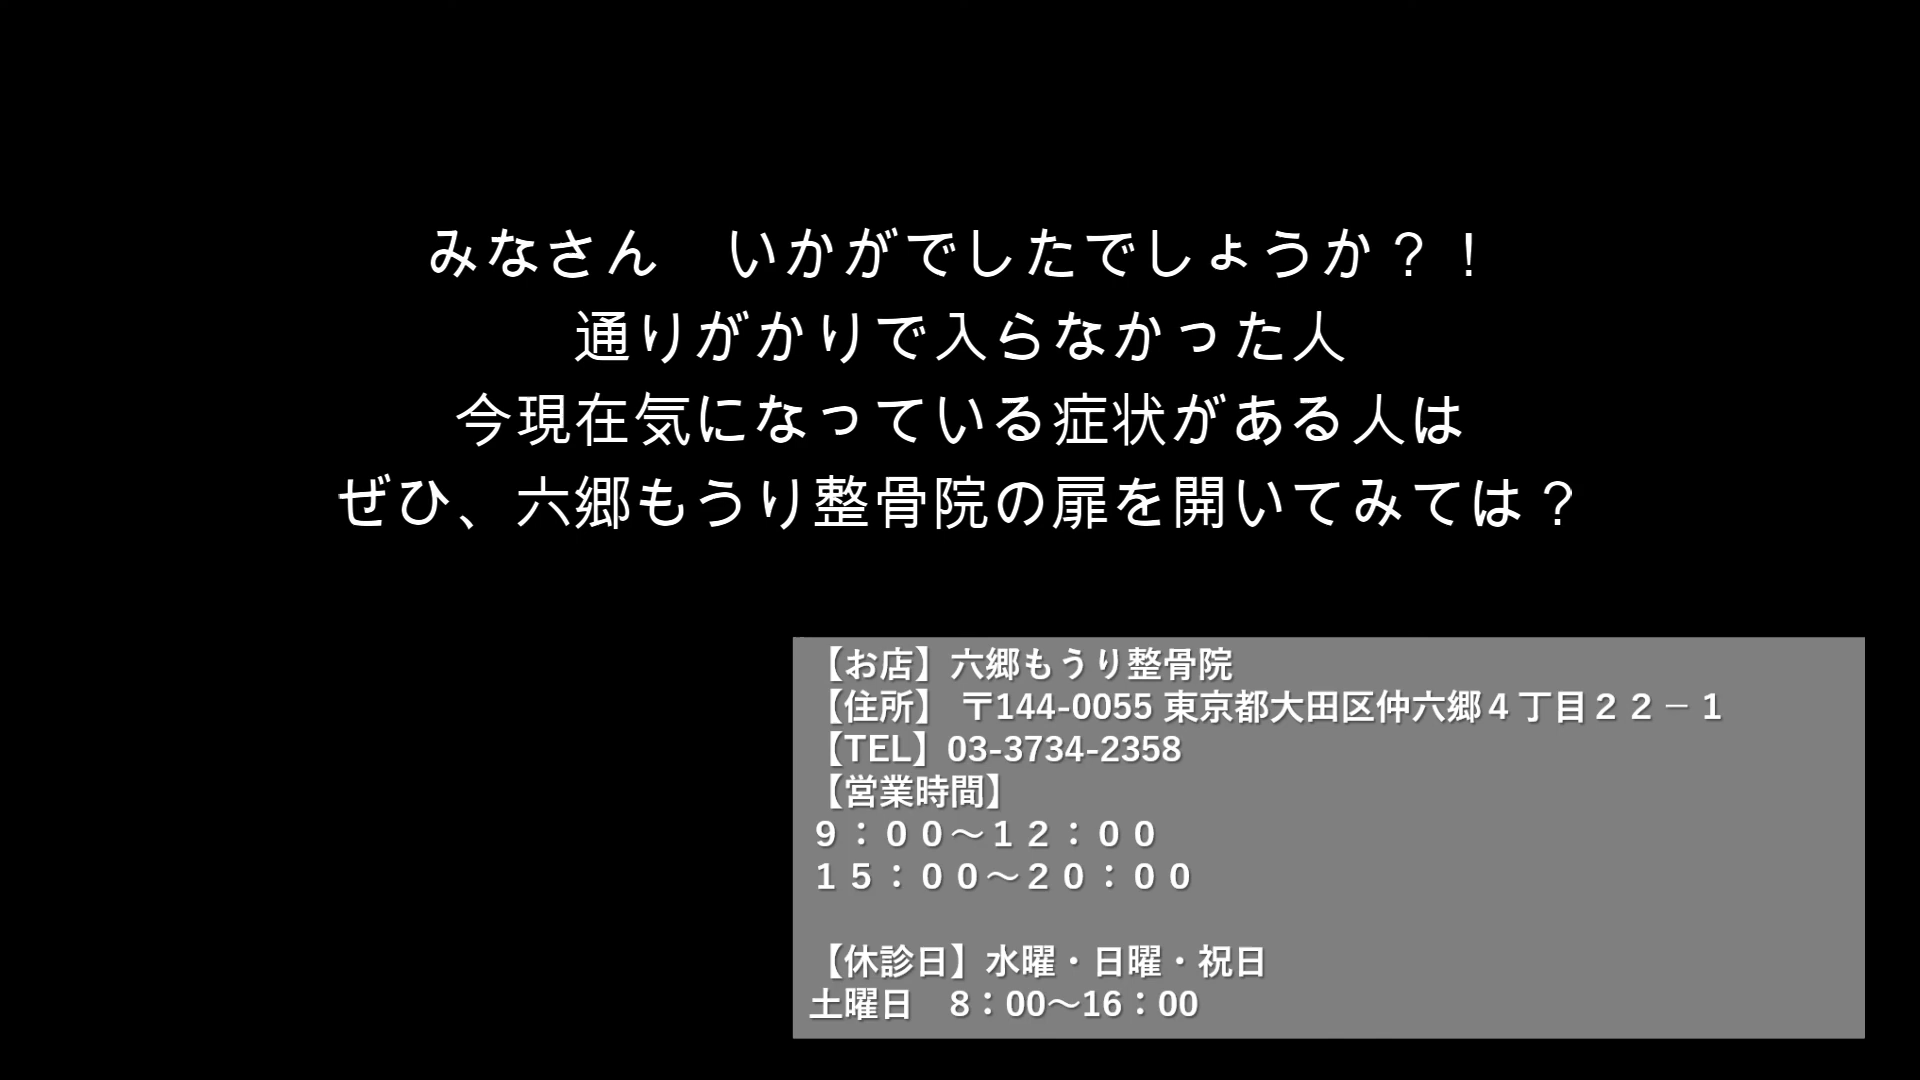 みなさん　いかがでしたでしょうか？！
通りがかりで入らなかった人
今現在気になっている症状がある人は
ぜひ、六郷もうり整骨院の扉を開いてみては？
【お店】六郷もうり整骨院
【住所】 〒144-0055 東京都大田区仲六郷４丁目２２－１
【TEL】03-3734-2358
【営業時間】
９：００～１２：００
１５：００～２０：００
【休診日】水曜・日曜・祝日
土曜日　8：00～16：00